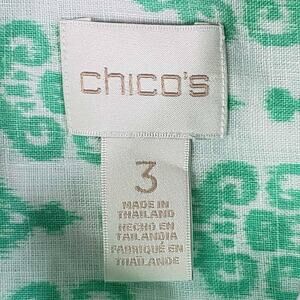 chico's
3
MADE IN
THAILAND
HECHO EN
TAILANDIA
FABRIQUÉ EN
THAÏLANDE